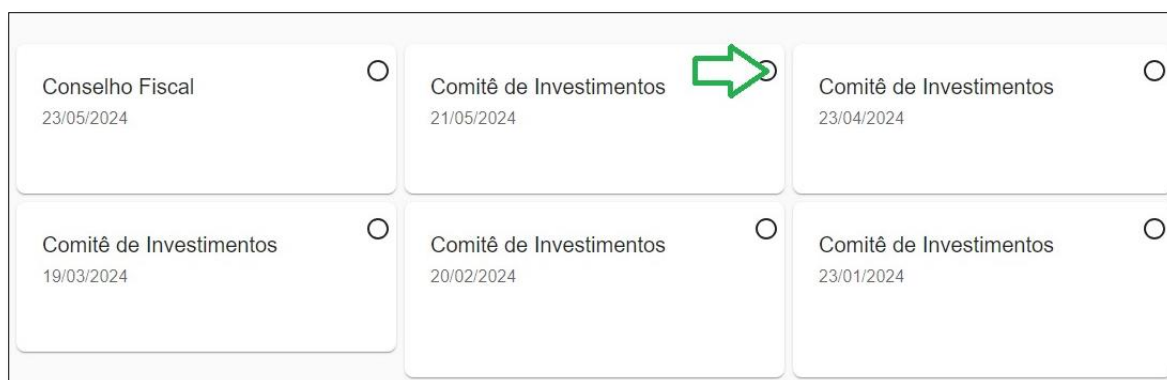 Conselho Fiscal
23/05/2024
Comitê de Investimentos
21/05/2024
Comitê de Investimentos
23/04/2024
Comitê de Investimentos
19/03/2024
Comitê de Investimentos
20/02/2024
Comitê de Investimentos
23/01/2024